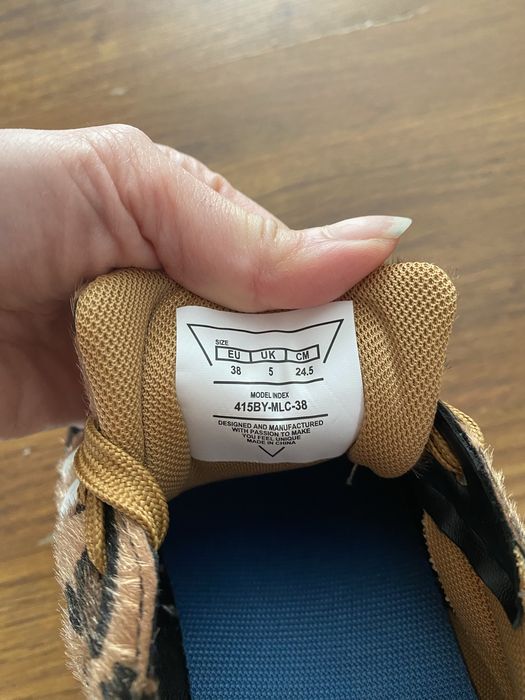 SIZE
EU UK CM
38 5 24.5
MODEL INDEX
415BY-MLC-38
DESIGNED AND MANUFACTURED
WITH PASSION TO MAKE
YOU FEEL UNIQUE
MADE IN CHINA